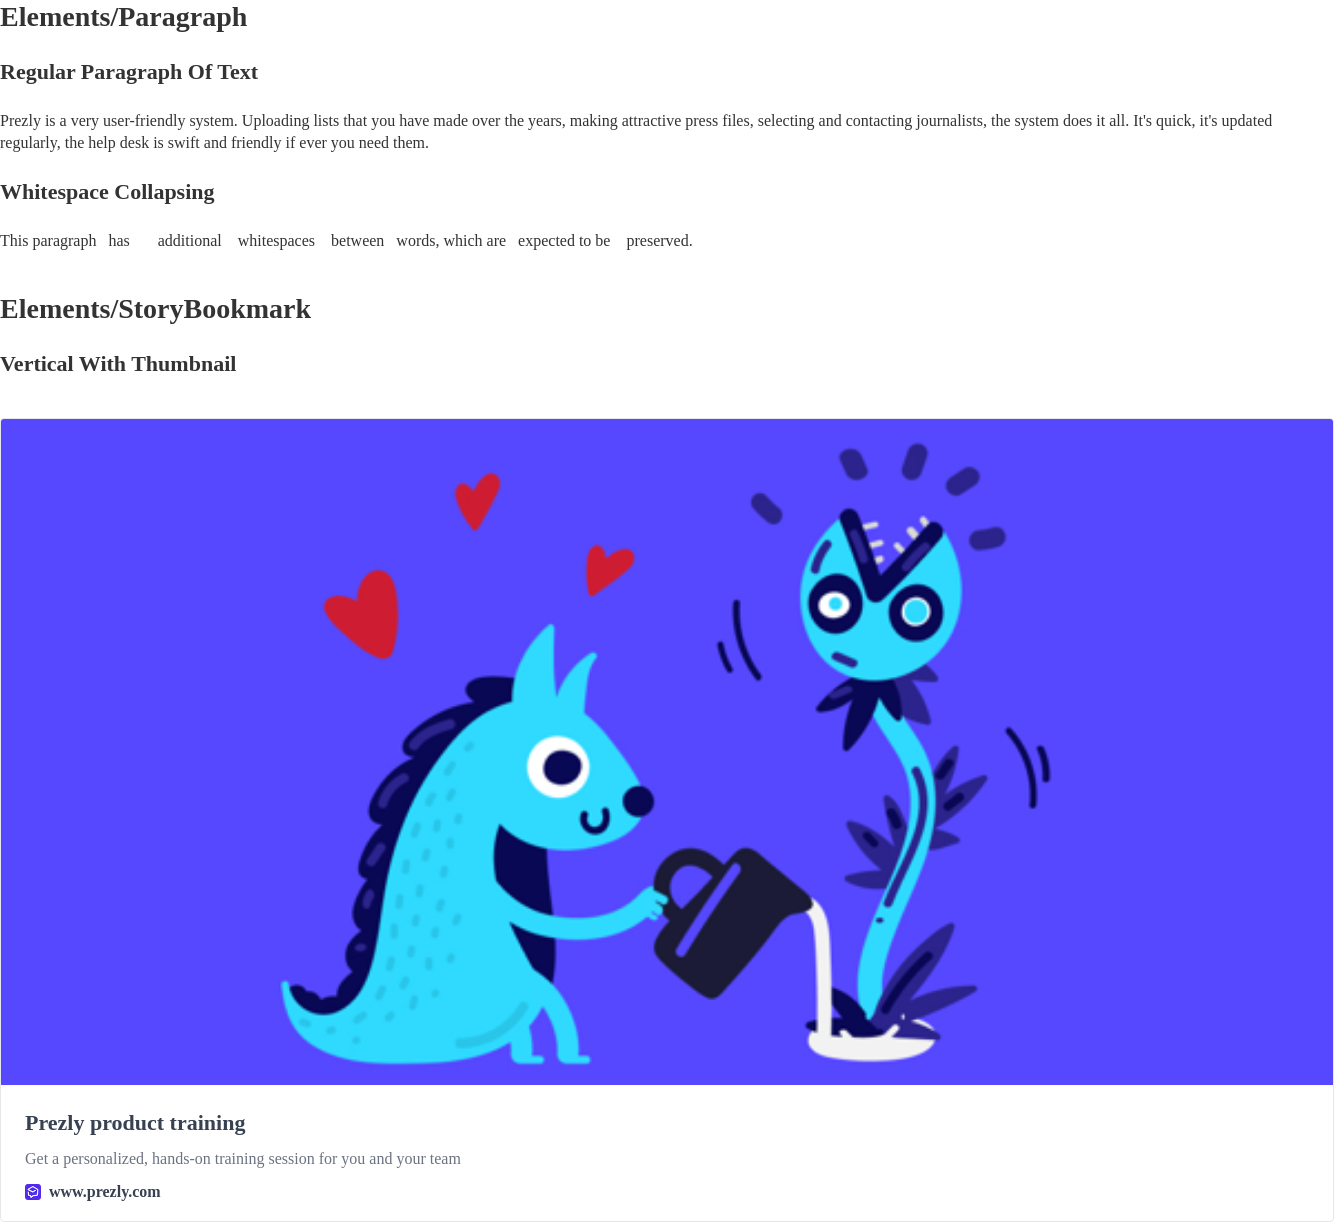 Elements/Paragraph
Regular Paragraph Of Text
Prezly is a very user-friendly system. Uploading lists that you have made over the years, making attractive press files, selecting and contacting journalists, the system does it all. It's quick, it's updated
regularly, the help desk is swift and friendly if ever you need them.
Whitespace Collapsing
This paragraph   has       additional    whitespaces    between   words, which are   expected to be    preserved.
Elements/StoryBookmark
Vertical With Thumbnail
Prezly product training
Get a personalized, hands-on training session for you and your team
www.prezly.com